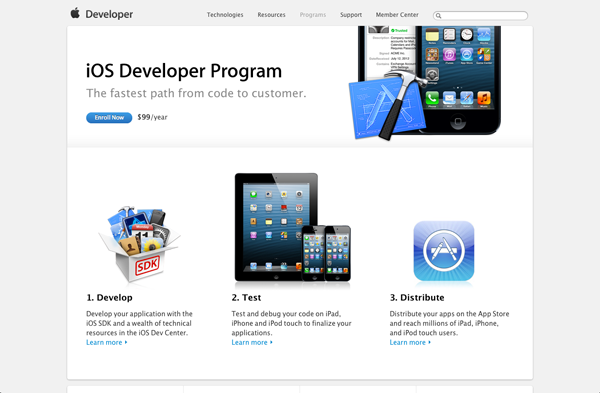 Developer
Technologies Resources Programs Support Member Center
iOS Developer Program
The fastest path from code to customer.
Enroll Now $99/year
Trusted
SDK
1. Develop
Develop your application with the
iOS SDK and a wealth of technical
resources in the iOS Dev Center.
Learn more
2. Test
Test and debug your code on iPad,
iPhone and iPod touch to finalize your
applications.
Learn more
3. Distribute
Distribute your apps on the App Store
and reach millions of iPad, iPhone,
and iPod touch users.
Learn more